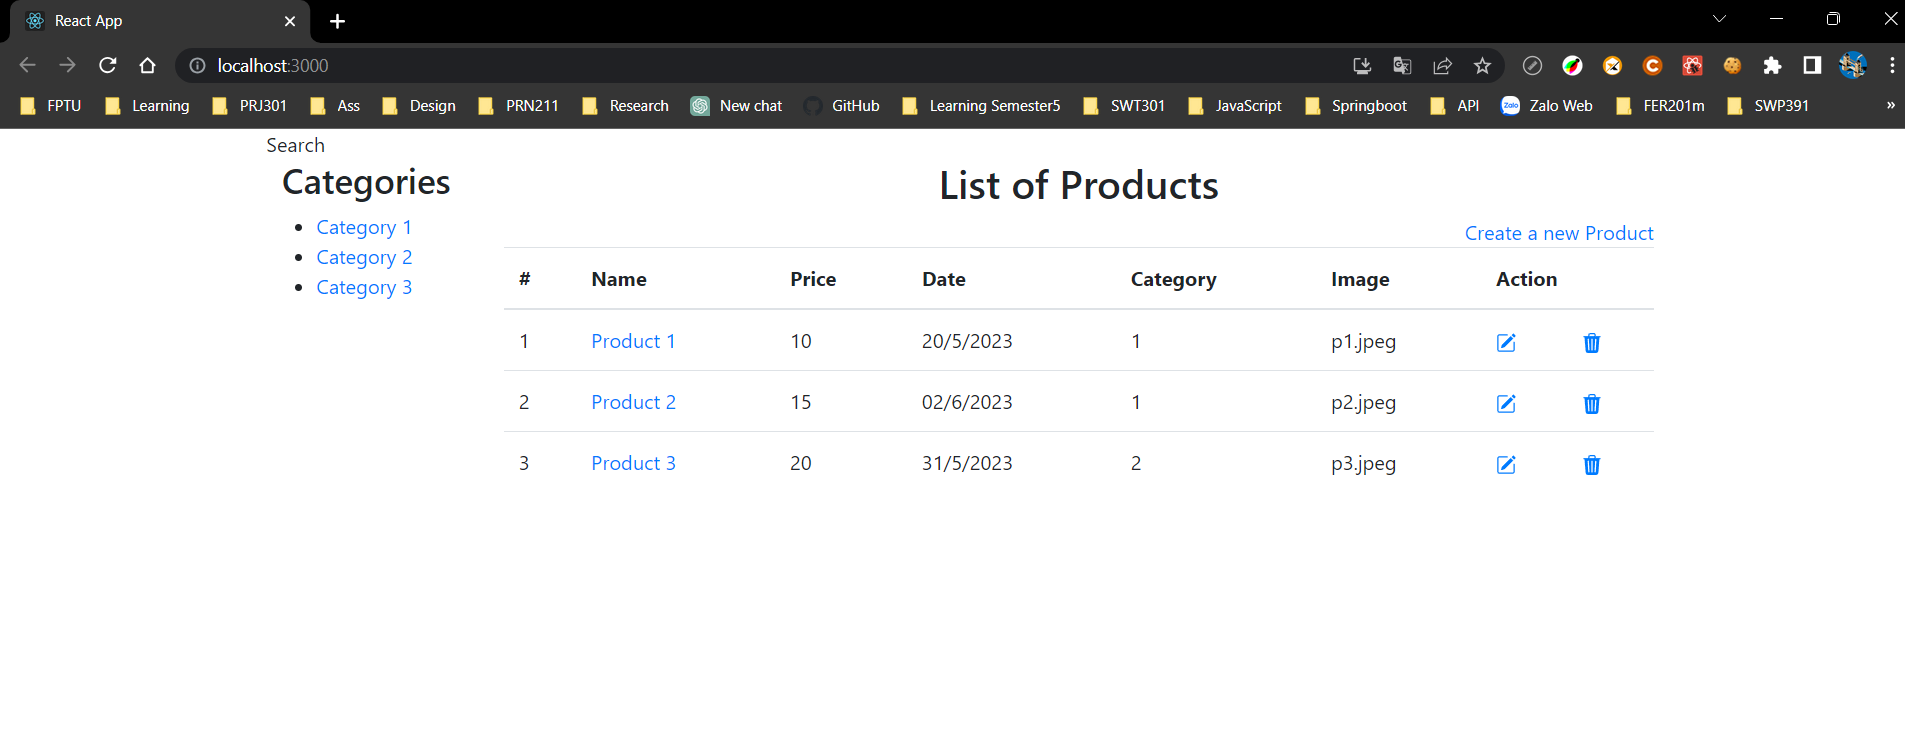 React App
localhost:3000
FPTU Learning PRJ301 Ass Design PRN211 Research New chat GitHub Learning Semester5 SWT301 JavaScript Springboot API Zalo Zalo Web FER201m SWP391 »
Search
Categories
Category 1
Category 2
Category 3
List of Products
Create a new Product
# Name Price Date Category Image Action
1 Product 1 10 20/5/2023 1 p1.jpeg
2 Product 2 15 02/6/2023 1 p2.jpeg
3 Product 3 20 31/5/2023 2 p3.jpeg